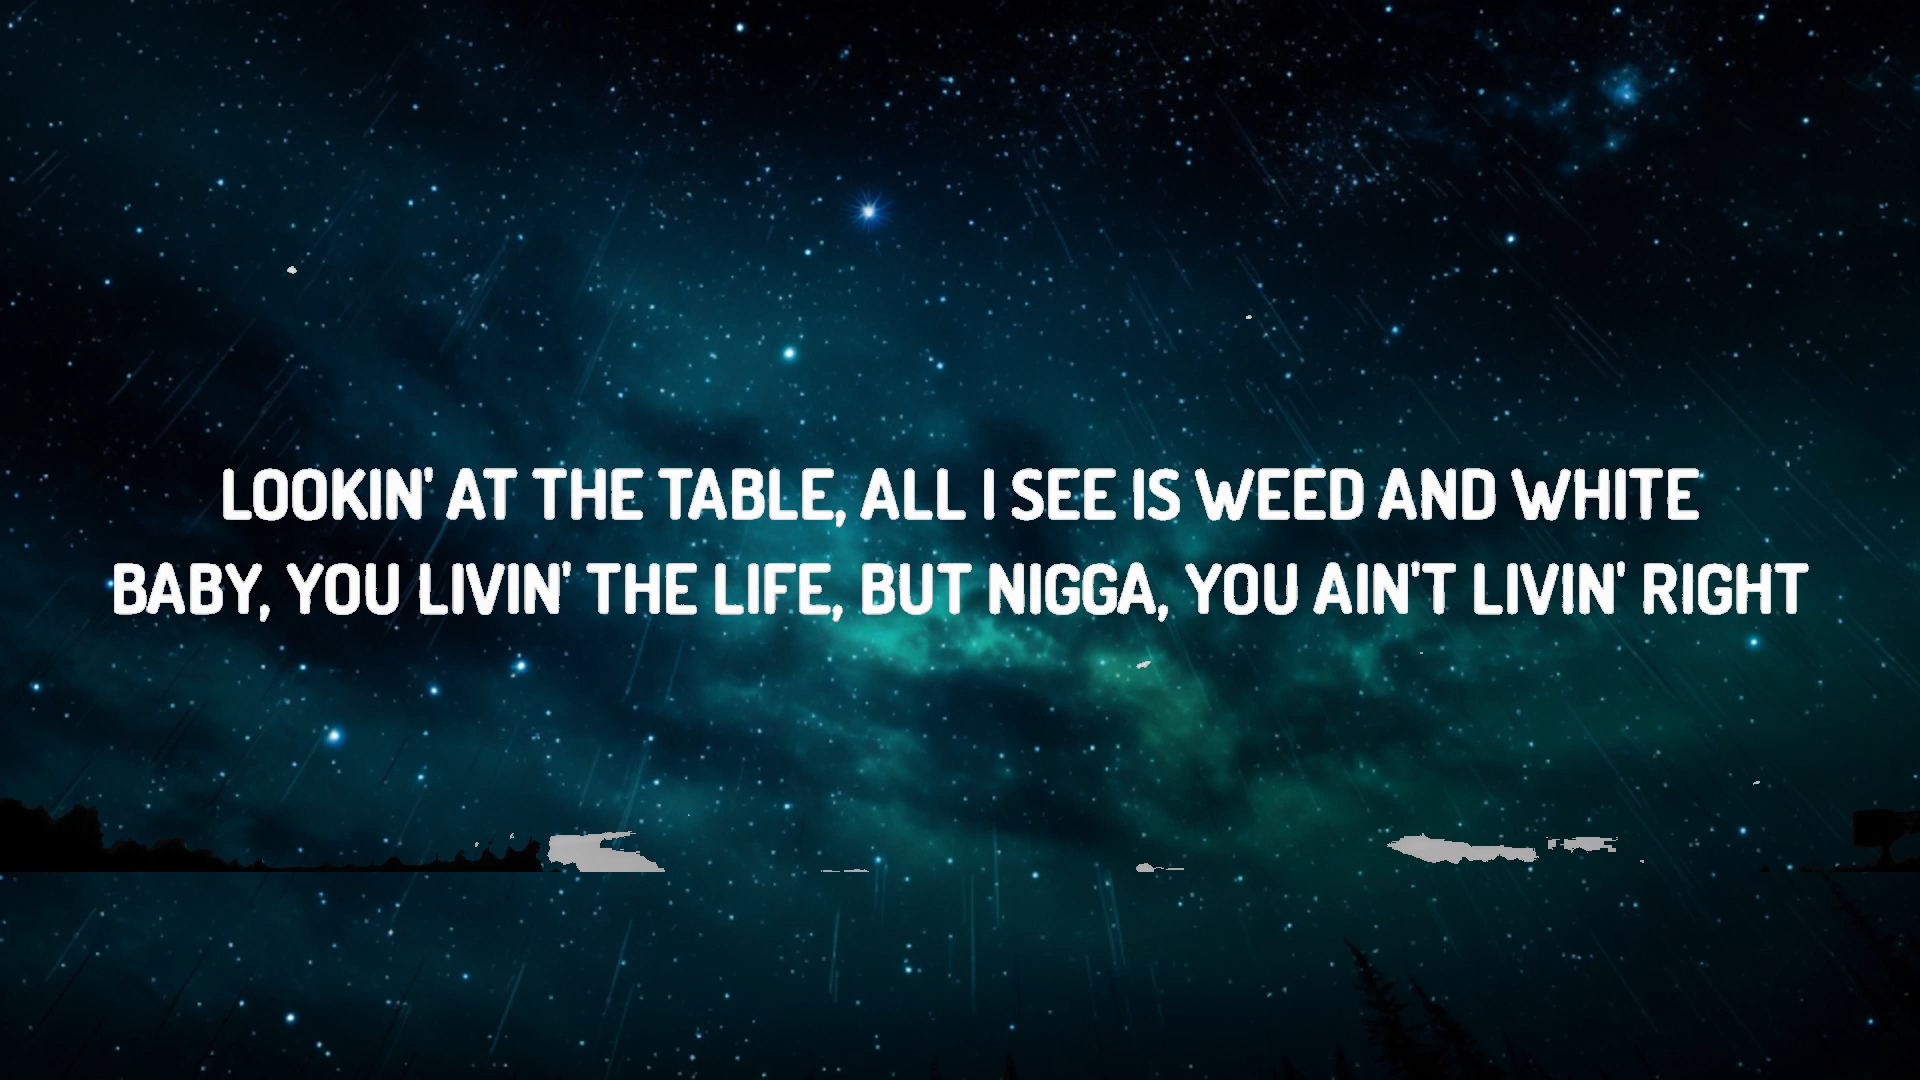 LOOKIN' AT THE TABLE, ALL I SEE IS WEED AND WHITE
BABY, YOU LIVIN' THE LIFE, BUT NIGGA, YOU AIN'T LIVIN' RIGHT